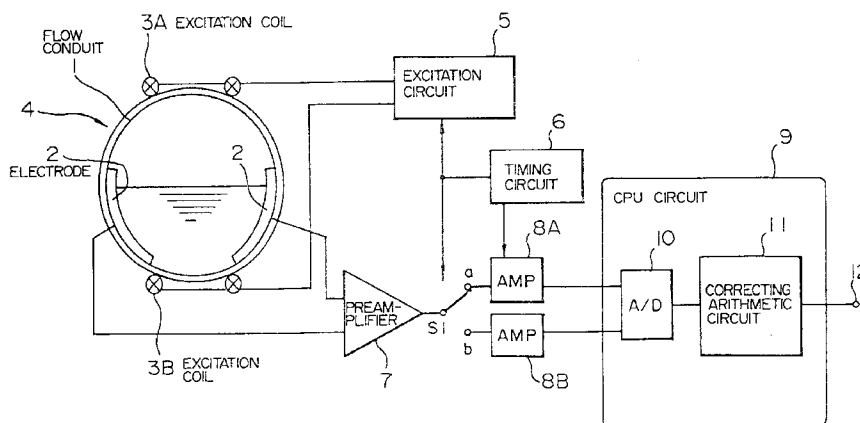 3A EXCITATION COIL
FLOW
CONDUIT
1
4
2
ELECTRODE
2
5
EXCITATION
CIRCUIT
6
TIMING
CIRCUIT
9
CPU CIRCUIT
8A
AMP
a
S1
b
AMP
8B
10
A/D
11
CORRECTING
ARITHMETIC
CIRCUIT
12
PREAM-
PLIFIER
7
3B EXCITATION
COIL